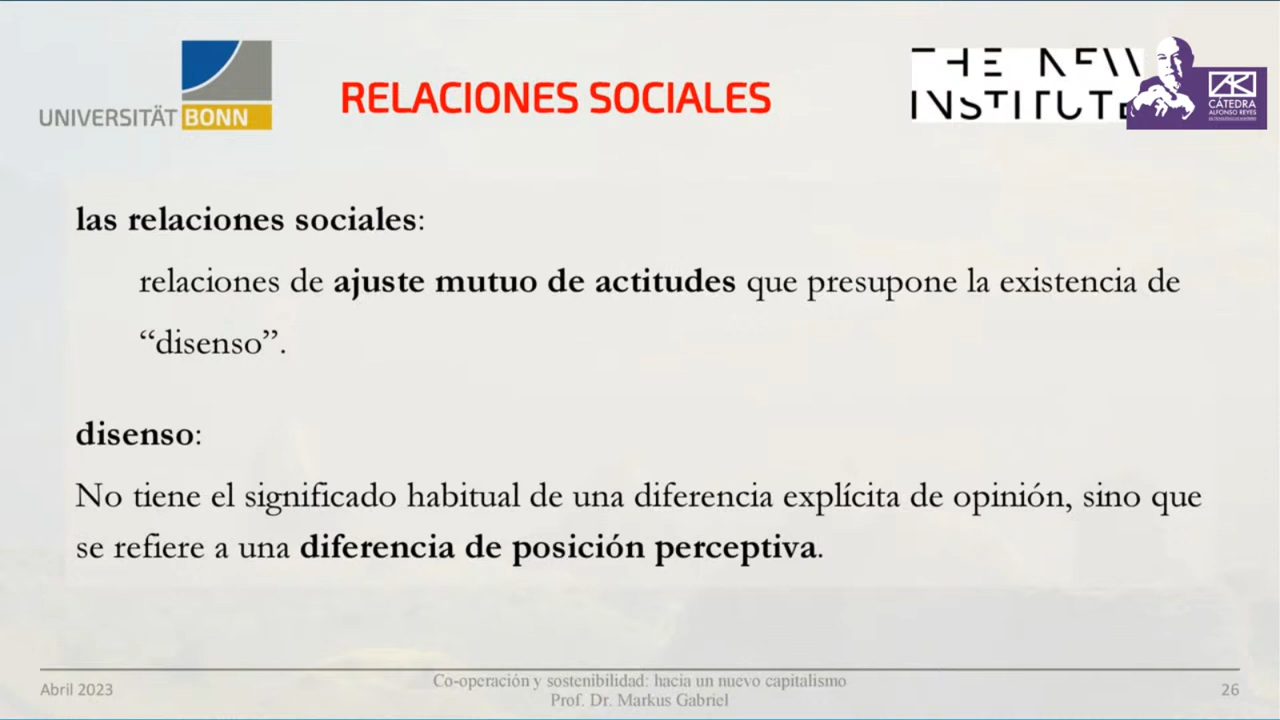 UNIVERSITÄT BONN
RELACIONES SOCIALES
THE NEW
INSTITUTE
CÁTEDRA
ALFONSO REYES
las relaciones sociales:
relaciones de ajuste mutuo de actitudes que presupone la existencia de
“disenso”.
disenso:
No tiene el significado habitual de una diferencia explícita de opinión, sino que
se refiere a una diferencia de posición perceptiva.
Abril 2023
Co-operación y sostenibilidad: hacia un nuevo capitalismo
Prof. Dr. Markus Gabriel
26